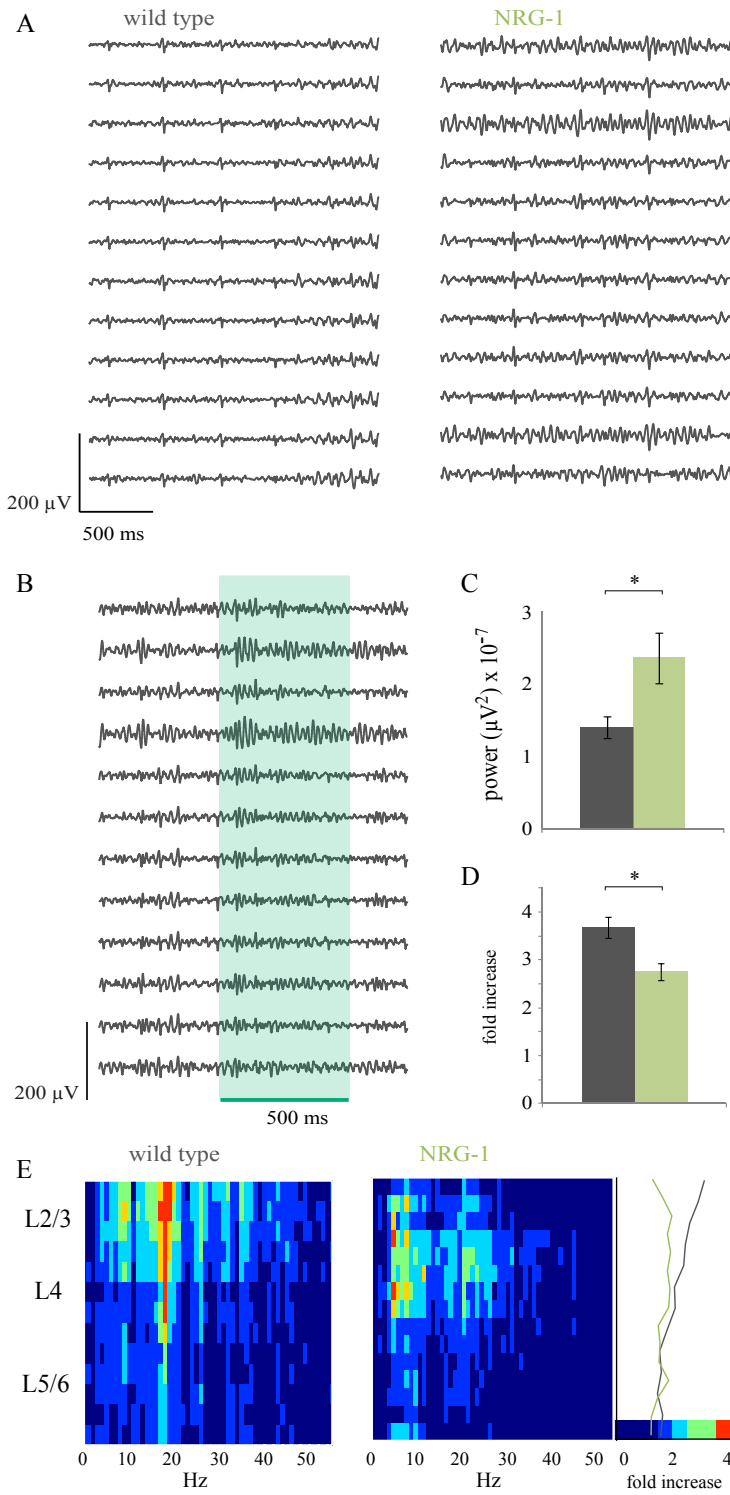 A
wild type
NRG-1
200 µV
500 ms
B
200 µV
500 ms
C
*
power (µV²) x 10⁻⁷
3
2
1
0
D
*
fold increase
4
3
2
1
0
E
wild type
NRG-1
L2/3
L4
L5/6
0 10 20 30 40 50
Hz
0 10 20 30 40 50
Hz
0 2 4
fold increase